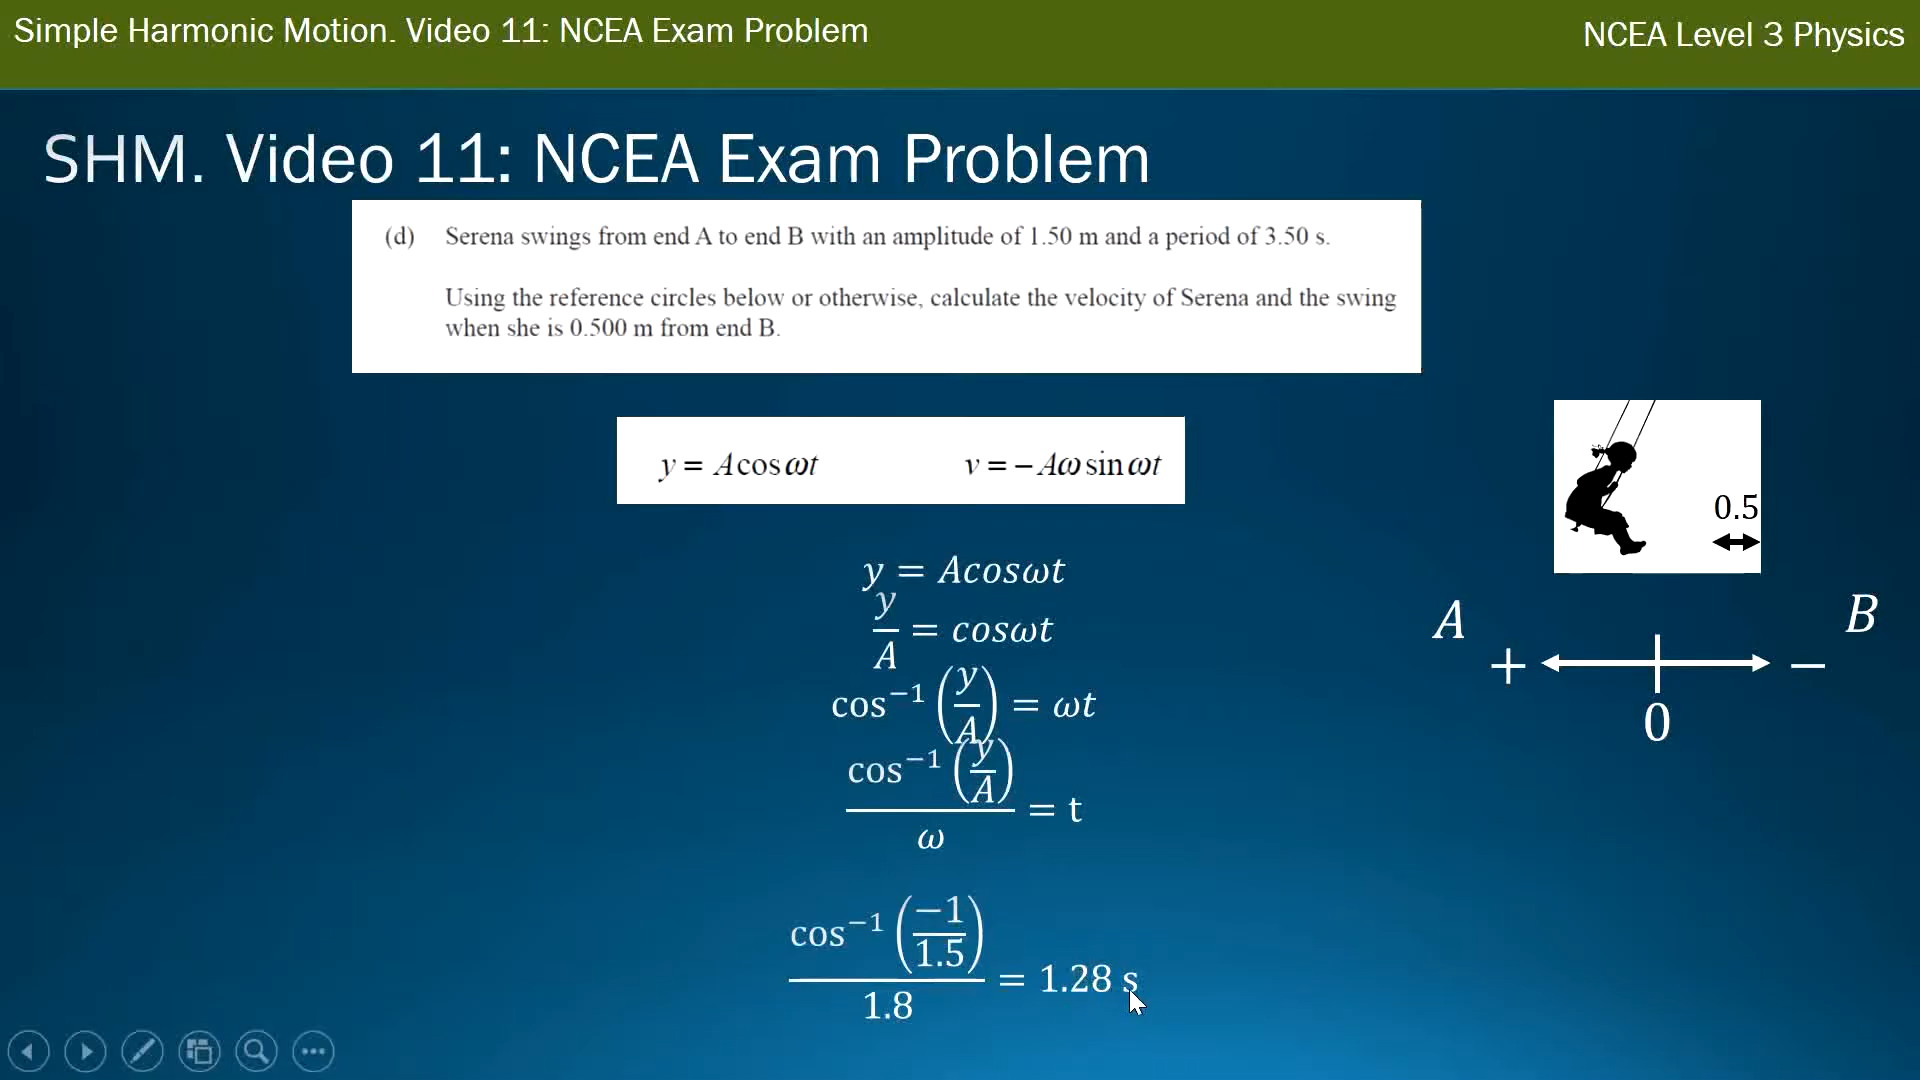 Simple Harmonic Motion. Video 11: NCEA Exam Problem
NCEA Level 3 Physics
SHM. Video 11: NCEA Exam Problem
(d) Serena swings from end A to end B with an amplitude of 1.50 m and a period of 3.50 s.
Using the reference circles below or otherwise, calculate the velocity of Serena and the swing
when she is 0.500 m from end B.
y = A cos ωt
v = − Aω sin ωt
y = Acosωt
y/A = cosωt
cos⁻¹(y/A) = ωt
cos⁻¹(y/A)/ω = t
cos⁻¹(−1/1.5)/1.8 = 1.28 s
0.5
A
B
+
−
0